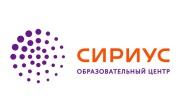 СИРИУС
ОБРАЗОВАТЕЛЬНЫЙ ЦЕНТР